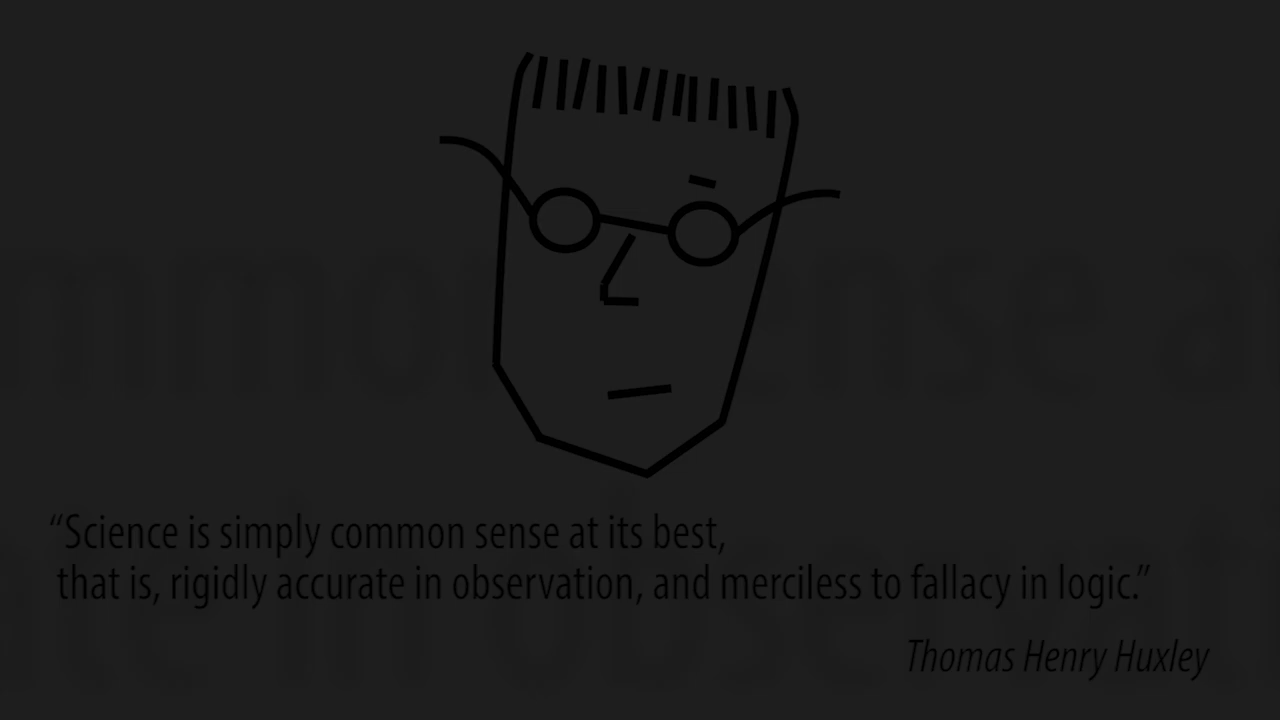 “Science is simply common sense at its best,
that is, rigidly accurate in observation, and merciless to fallacy in logic.”
Thomas Henry Huxley